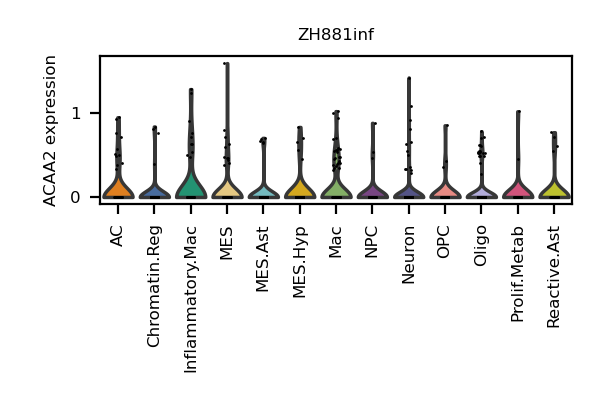 ZH881inf
ACAA2 expression
1
0
AC
Chromatin.Reg
Inflammatory.Mac
MES
MES.Ast
MES.Hyp
Mac
NPC
Neuron
OPC
Oligo
Prolif.Metab
Reactive.Ast